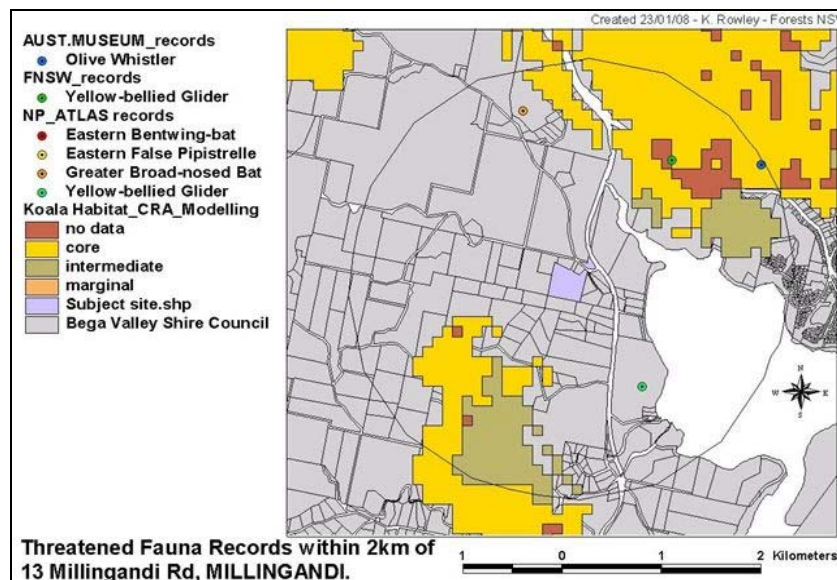 Created 23/01/08 - K. Rowley - Forests NSW
AUST.MUSEUM_records
Olive Whistler
FNSW_records
Yellow-bellied Glider
NP_ATLAS records
Eastern Bentwing-bat
Eastern False Pipistrelle
Greater Broad-nosed Bat
Yellow-bellied Glider
Koala Habitat_CRA_Modelling
no data
core
intermediate
marginal
Subject site.shp
Bega Valley Shire Council
N
W E
S
Threatened Fauna Records within 2km of
13 Millingandi Rd, MILLINGANDI.
1 0 1 2 Kilometers